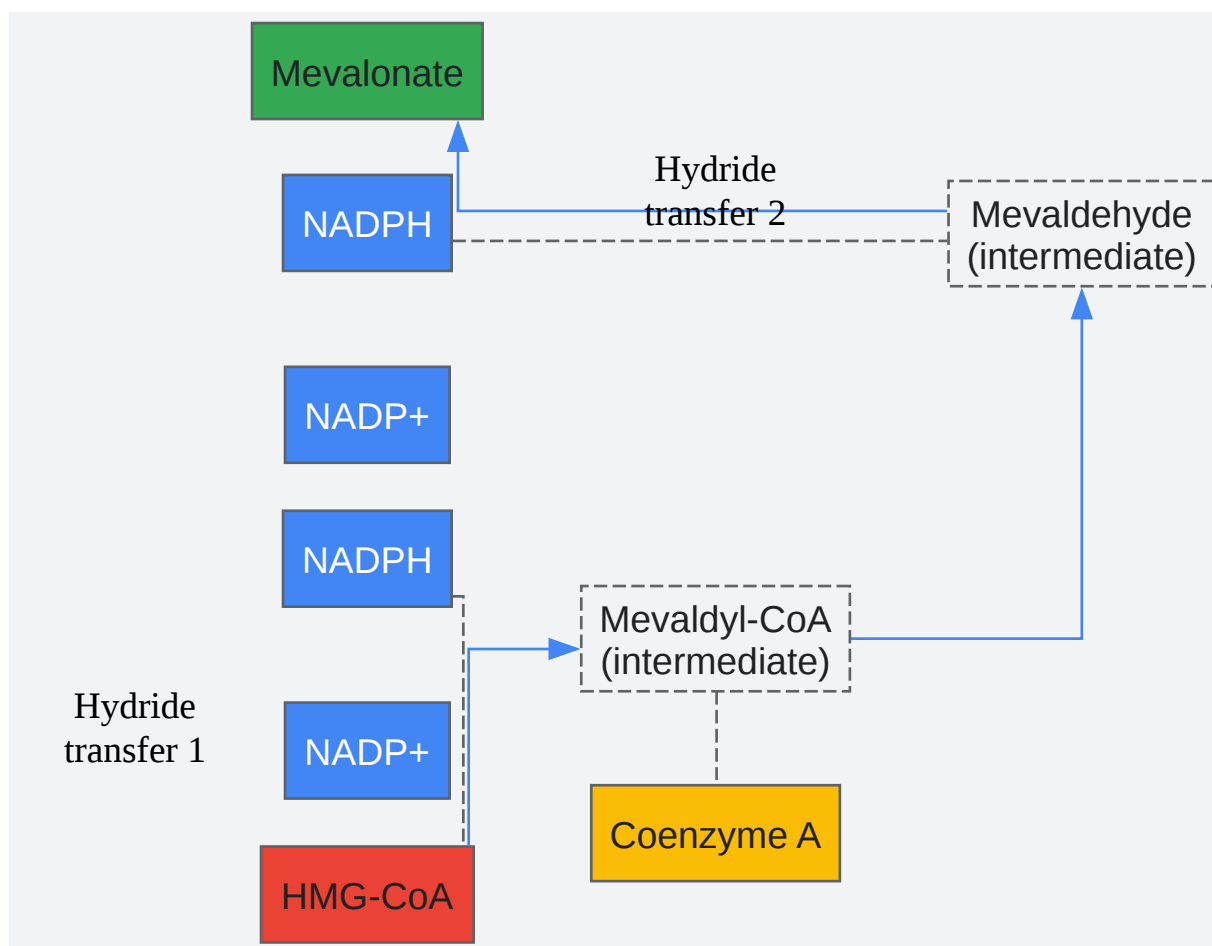 Mevalonate
Hydride
transfer 2
NADPH
Mevaldehyde
(intermediate)
NADP+
NADPH
Mevaldyl-CoA
(intermediate)
Hydride
transfer 1
NADP+
Coenzyme A
HMG-CoA